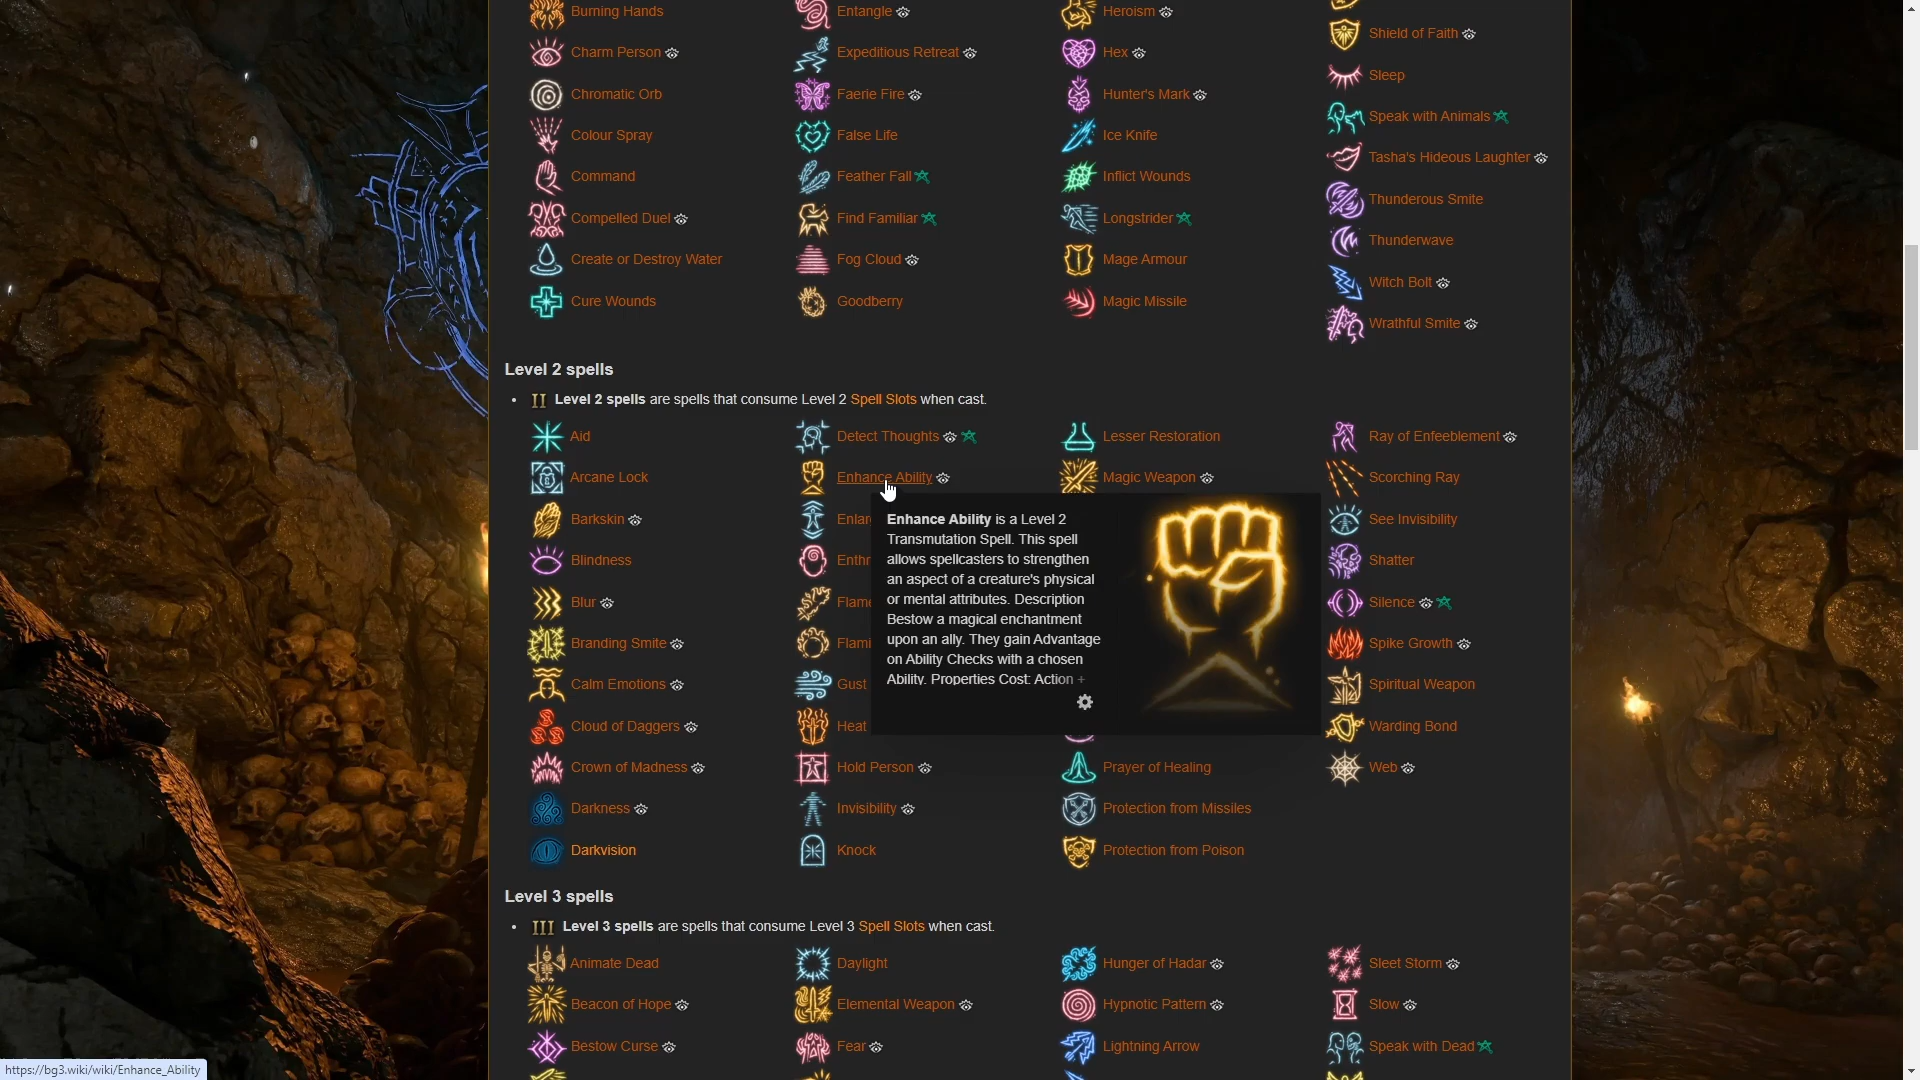 Burning Hands
Charm Person
Chromatic Orb
Colour Spray
Command
Compelled Duel
Create or Destroy Water
Cure Wounds
Entangle
Expeditious Retreat
Faerie Fire
False Life
Feather Fall
Find Familiar
Fog Cloud
Goodberry
Heroism
Hex
Hunter's Mark
Ice Knife
Inflict Wounds
Longstrider
Mage Armour
Magic Missile
Shield of Faith
Sleep
Speak with Animals
Tasha's Hideous Laughter
Thunderous Smite
Thunderwave
Witch Bolt
Wrathful Smite
Level 2 spells
II Level 2 spells are spells that consume Level 2 Spell Slots when cast.
Aid
Arcane Lock
Barkskin
Blindness
Blur
Branding Smite
Calm Emotions
Cloud of Daggers
Crown of Madness
Darkness
Darkvision
Detect Thoughts
Enhance Ability
Gust
Heat
Hold Person
Invisibility
Knock
Lesser Restoration
Magic Weapon
Enhance Ability is a Level 2
Transmutation Spell. This spell
allows spellcasters to strengthen
an aspect of a creature's physical
or mental attributes. Description
Bestow a magical enchantment
upon an ally. They gain Advantage
on Ability Checks with a chosen
Ability. Properties Cost: Action +
Prayer of Healing
Protection from Missiles
Protection from Poison
Ray of Enfeeblement
Scorching Ray
See Invisibility
Shatter
Silence
Spike Growth
Spiritual Weapon
Warding Bond
Web
Level 3 spells
III Level 3 spells are spells that consume Level 3 Spell Slots when cast.
Animate Dead
Beacon of Hope
Bestow Curse
Daylight
Elemental Weapon
Fear
Hunger of Hadar
Hypnotic Pattern
Lightning Arrow
Sleet Storm
Slow
Speak with Dead
https://bg3.wiki/wiki/Enhance_Ability